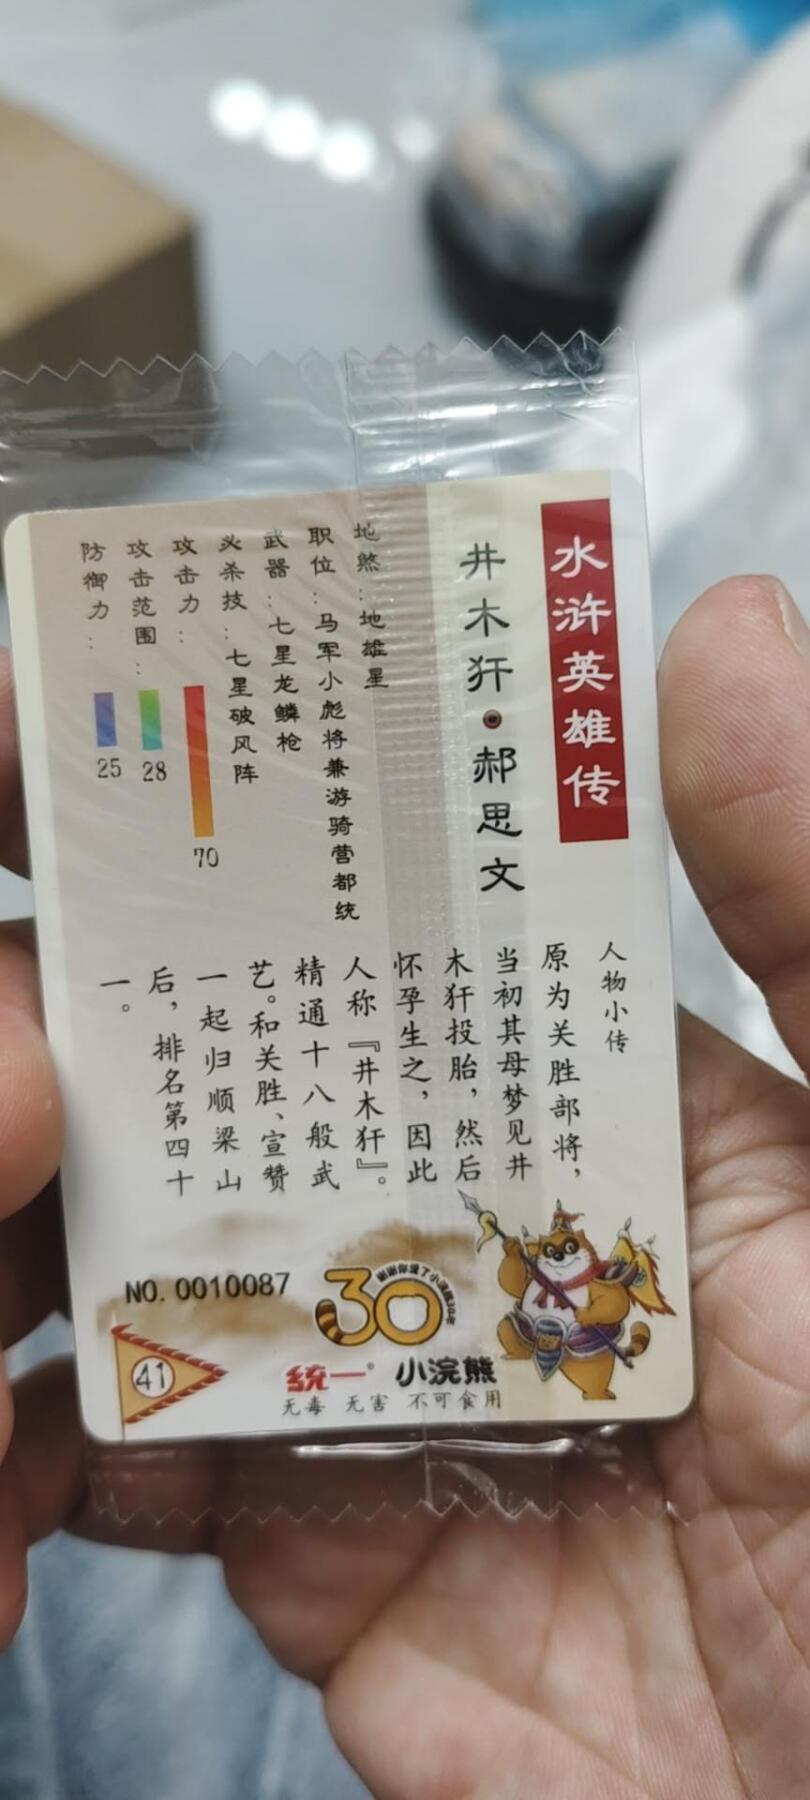 水浒英雄传
井木犴·郝思文
地煞：地雄星
职位：马军小彪将兼游骑营都统
武器：七星龙鳞枪
必杀技：七星破风阵
攻击力：
70
攻击范围：
28
防御力：
25
人物小传
原为关胜部将，
当初其母梦见井
木犴投胎，然后
怀孕生之，因此
人称『井木犴』。
精通十八般武
艺。和关胜、宣赞
一起归顺梁山
后，排名第四十
一。
NO.0010087
30
41
统一® 小浣熊
无毒 无害 不可食用